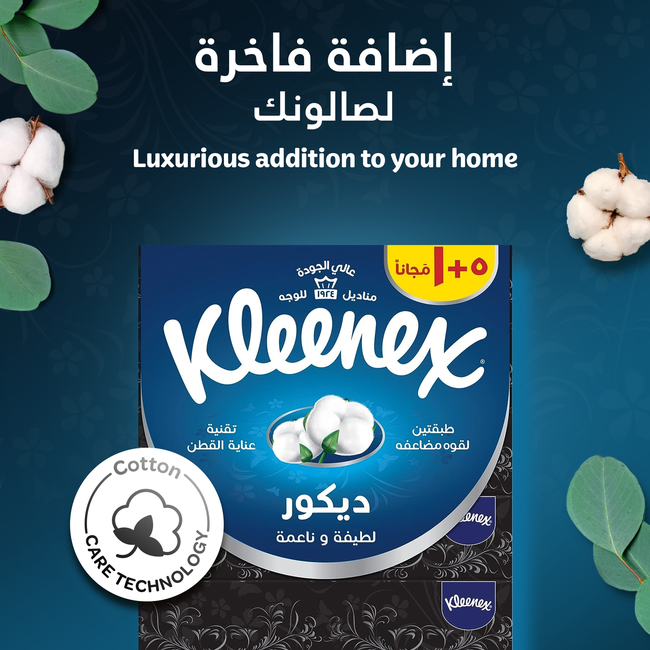 إضافة فاخرة
لصالونك
Luxurious addition to your home
٥+١ مَجاناً
عالي الجودة
مناديل ١٩٢٤ للوجه
Kleenex
تقنية
عناية القطن
طبقتين
لقوه مضاعفه
ديكور
لطيفة و ناعمة
Cotton
CARE TECHNOLOGY
Kleenex
Kleenex